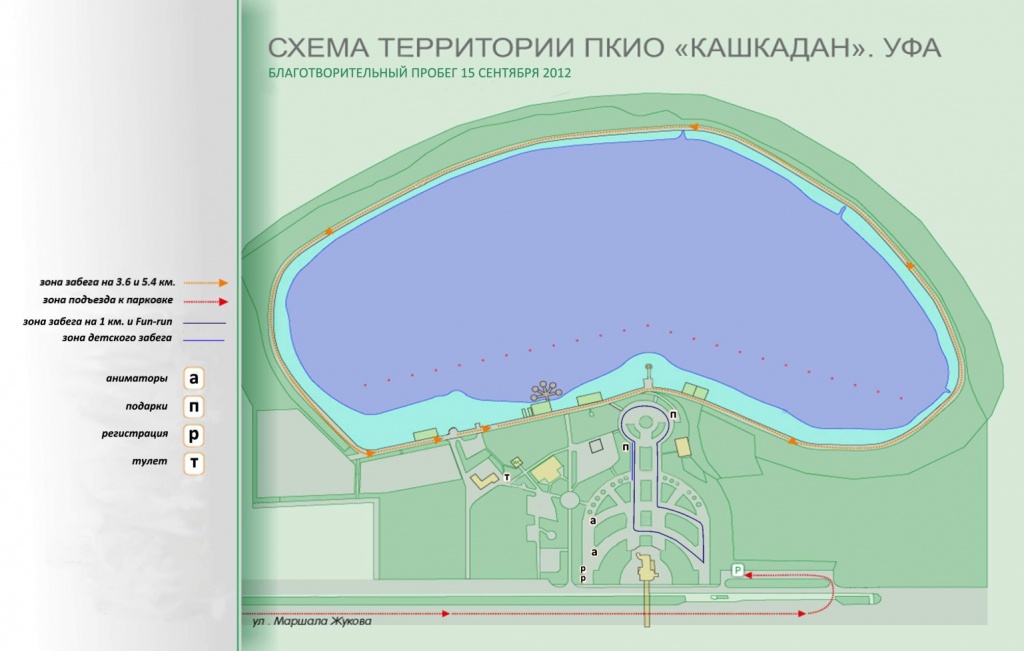 СХЕМА ТЕРРИТОРИИ ПКИО «КАШКАДАН». УФА
БЛАГОТВОРИТЕЛЬНЫЙ ПРОБЕГ 15 СЕНТЯБРЯ 2012
зона забега на 3.6 и 5.4 км.
зона подъезда к парковке
зона забега на 1 км. и Fun-run
зона детского забега
аниматоры а
подарки п
регистрация р
тулет т
п
п
т
а
а
р
р
P
ул . Маршала Жукова